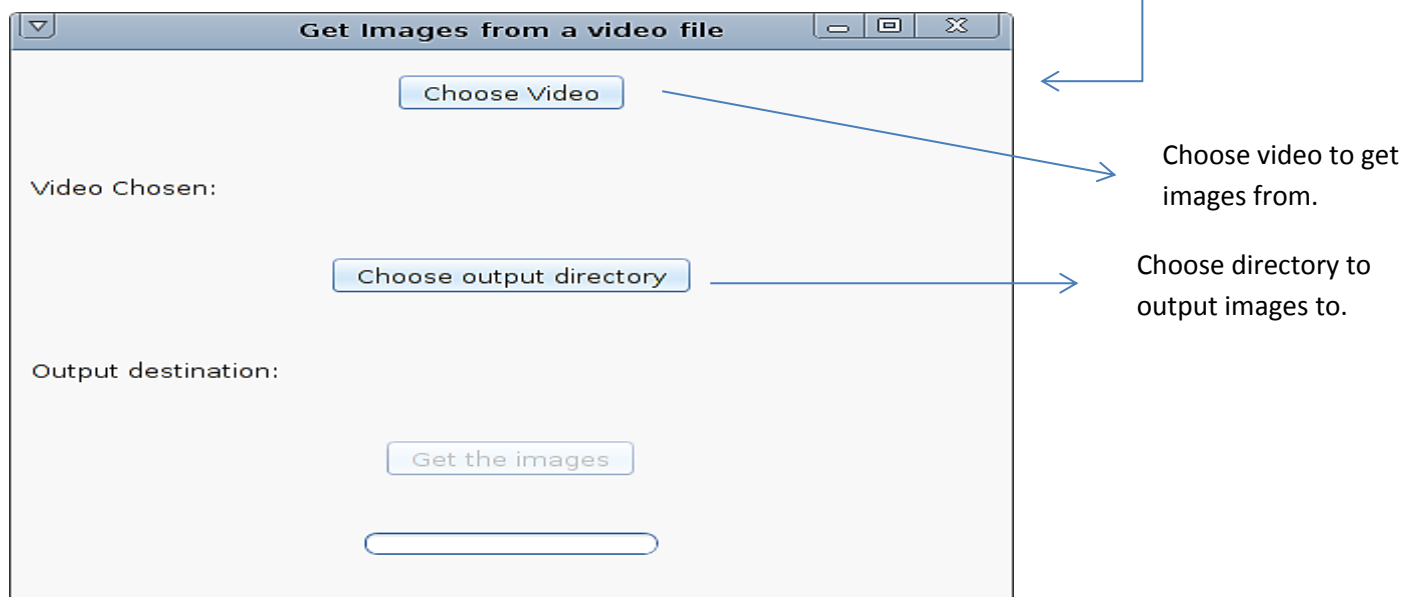 Get Images from a video file
Choose Video
Choose video to get
images from.
Video Chosen:
Choose output directory
Choose directory to
output images to.
Output destination:
Get the images